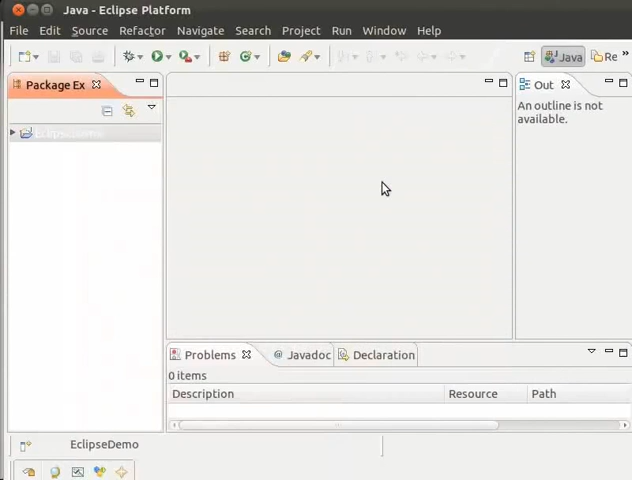 Java - Eclipse Platform
File Edit Source Refactor Navigate Search Project Run Window Help
Java Re
Package Ex
Out
EclipseDemo
An outline is not
available.
Problems @ Javadoc Declaration
0 items
Description Resource Path
EclipseDemo